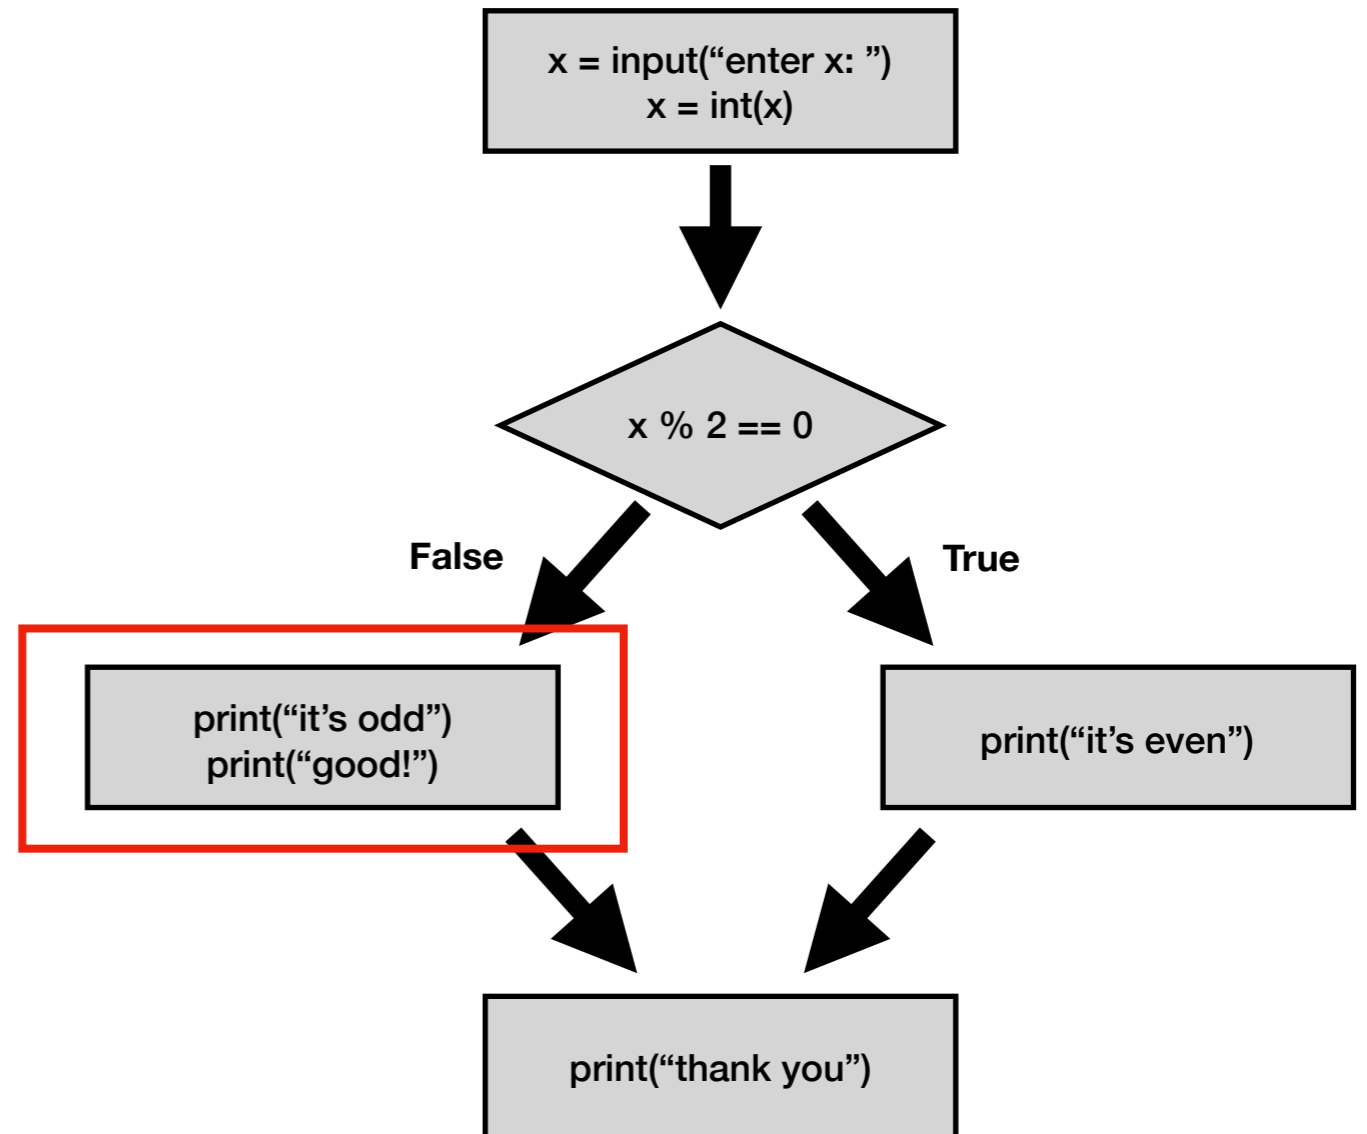 x = input(“enter x: ”)
x = int(x)
x % 2 == 0
False
True
print(“it’s odd”)
print(“good!”)
print(“it’s even”)
print(“thank you”)